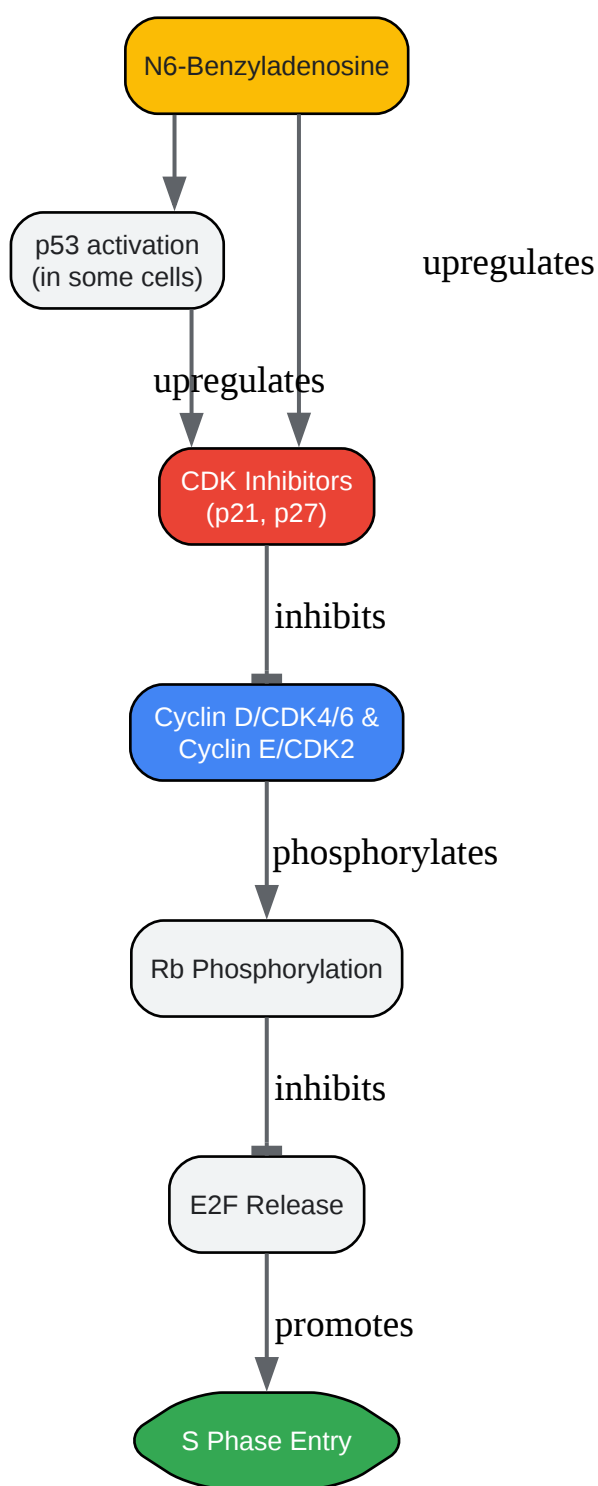 N6-Benzyladenosine
p53 activation
(in some cells)
upregulates
upregulates
CDK Inhibitors
(p21, p27)
inhibits
Cyclin D/CDK4/6 &
Cyclin E/CDK2
phosphorylates
Rb Phosphorylation
inhibits
E2F Release
promotes
S Phase Entry